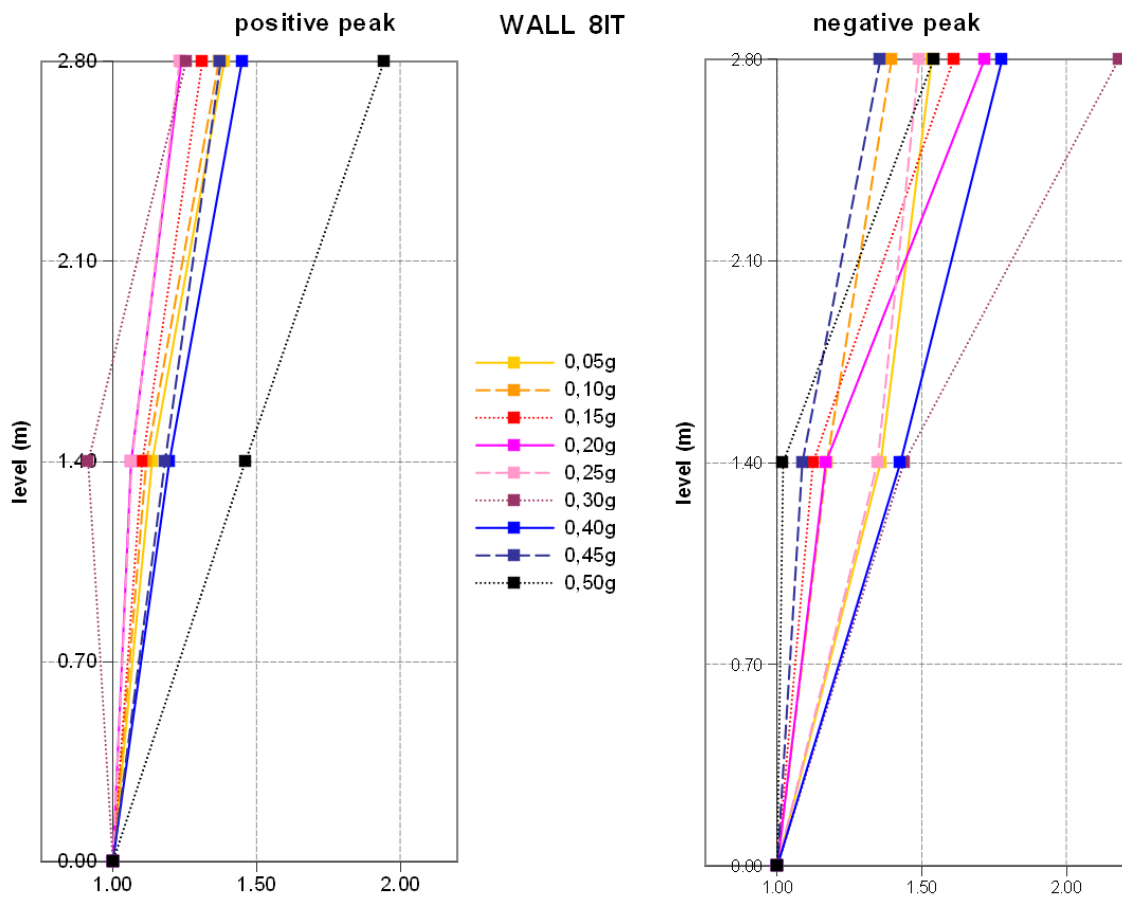 positive peak
WALL 8IT
negative peak
2.80
2.10
1.40
0.70
0.00
level (m)
1.00 1.50 2.00
0,05g
0,10g
0,15g
0,20g
0,25g
0,30g
0,40g
0,45g
0,50g
2.80
2.10
1.40
0.70
0.00
level (m)
1.00 1.50 2.00